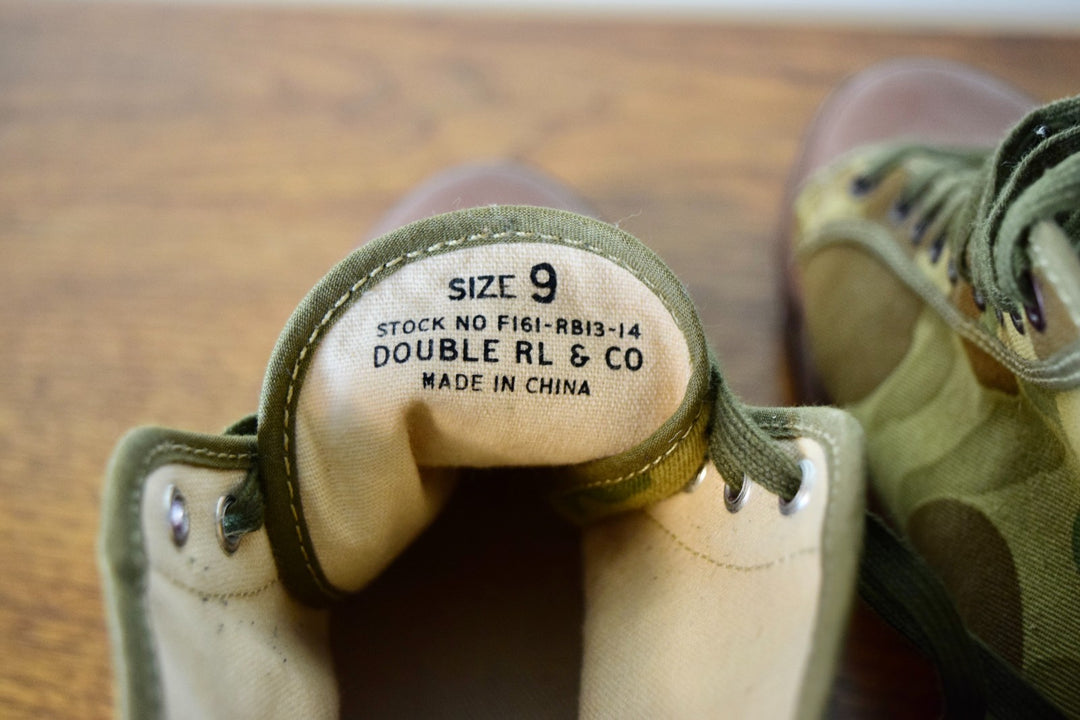 SIZE 9
STOCK NO F161-RB13-14
DOUBLE RL & CO
MADE IN CHINA